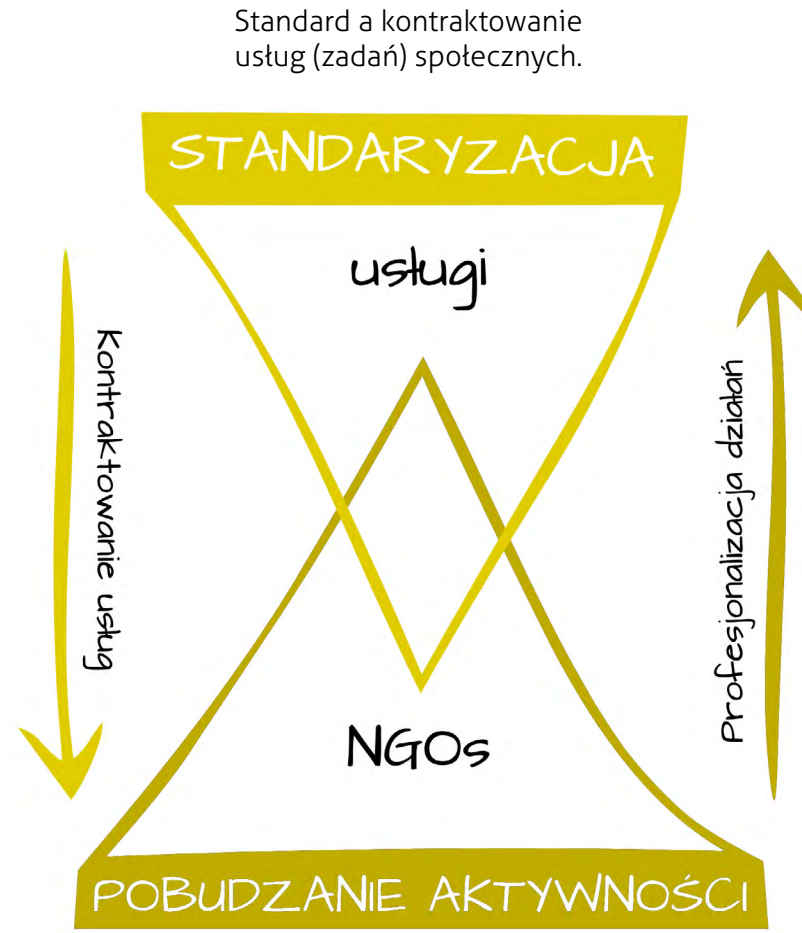 Standard a kontraktowanie
usług (zadań) społecznych.
STANDARYZACJA
usługi
Kontraktowanie usług
Profesjonalizacja działań
NGOs
POBUDZANIE AKTYWNOŚCI